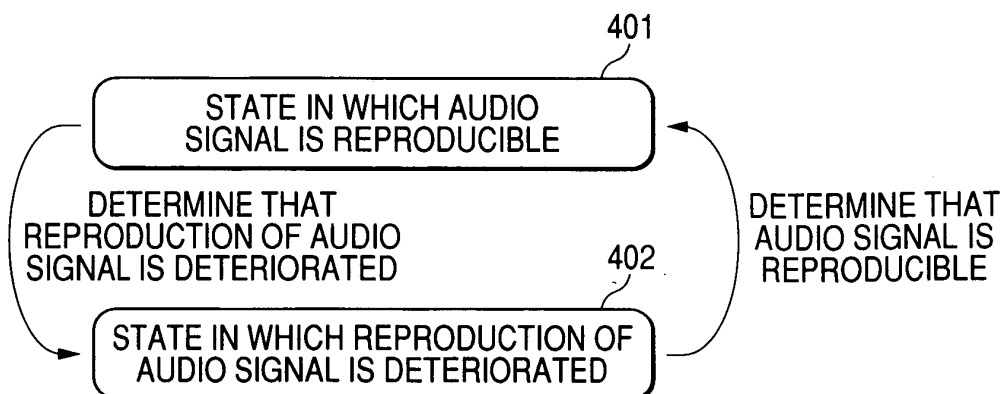 401
STATE IN WHICH AUDIO
SIGNAL IS REPRODUCIBLE
DETERMINE THAT
REPRODUCTION OF AUDIO
SIGNAL IS DETERIORATED
DETERMINE THAT
AUDIO SIGNAL IS
REPRODUCIBLE
402
STATE IN WHICH REPRODUCTION OF
AUDIO SIGNAL IS DETERIORATED